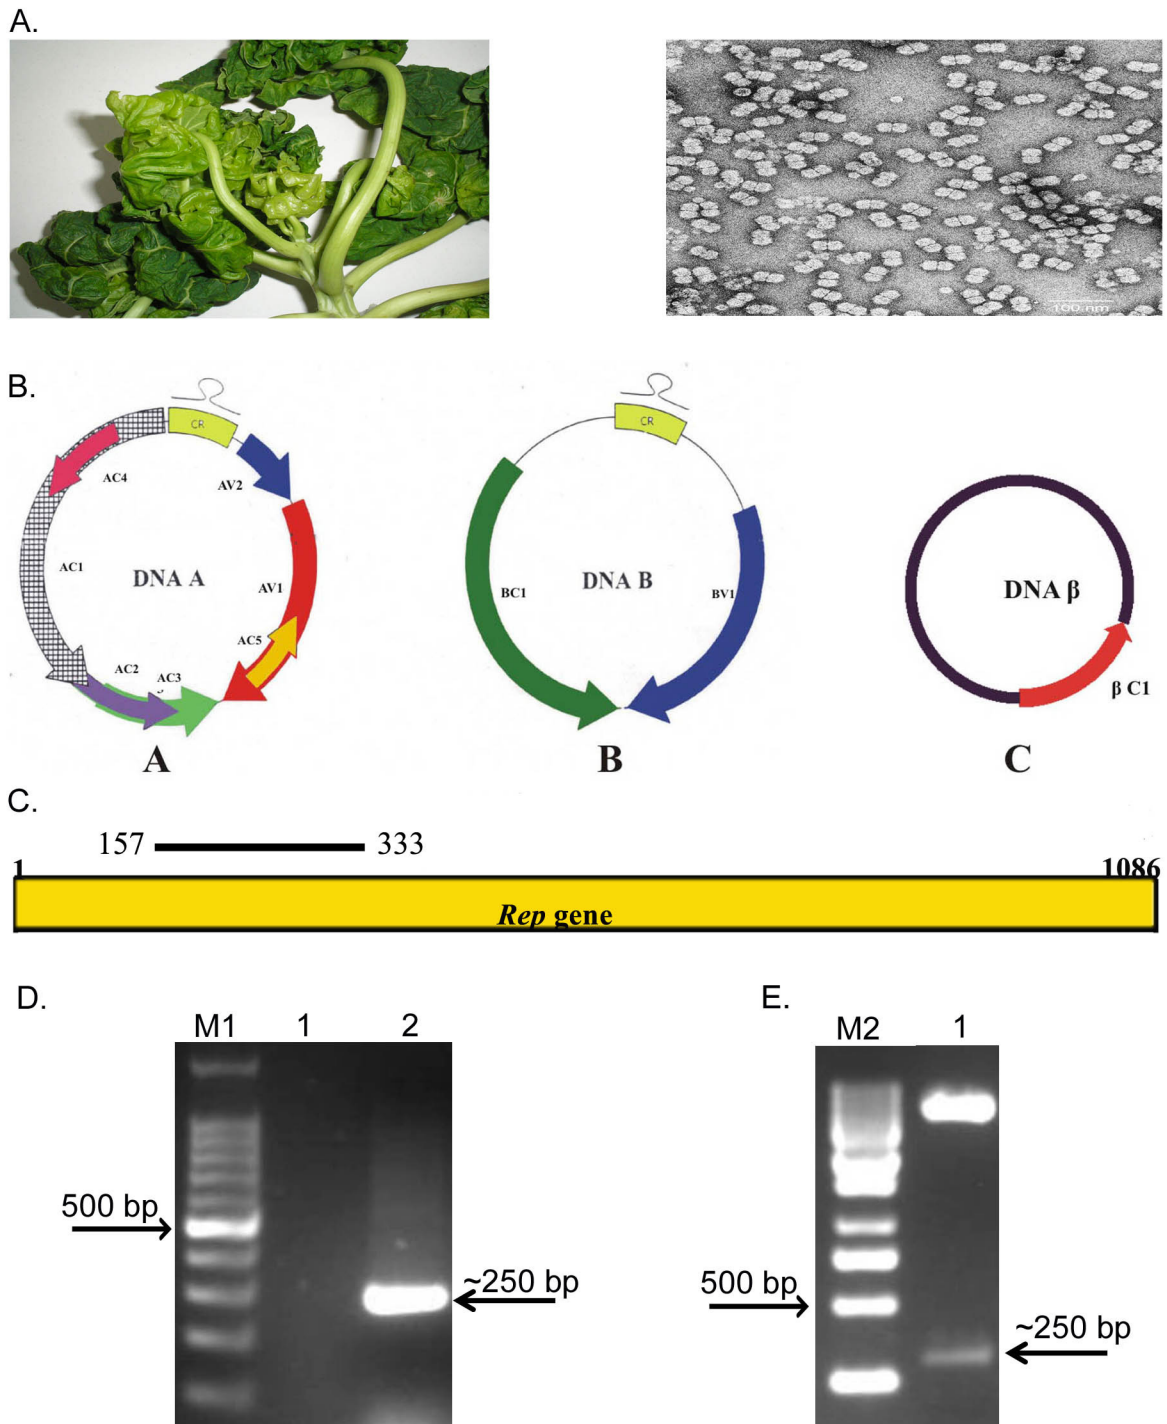 A.
100 nm
B.
CR
AC4
AV2
AC1
DNA A
AV1
AC5
AC2
AC3
A
CR
BC1
DNA B
BV1
B
DNA β
β C1
C
C.
157
333
1
1086
Rep gene
D.
M1
1
2
500 bp
~250 bp
E.
M2
1
500 bp
~250 bp